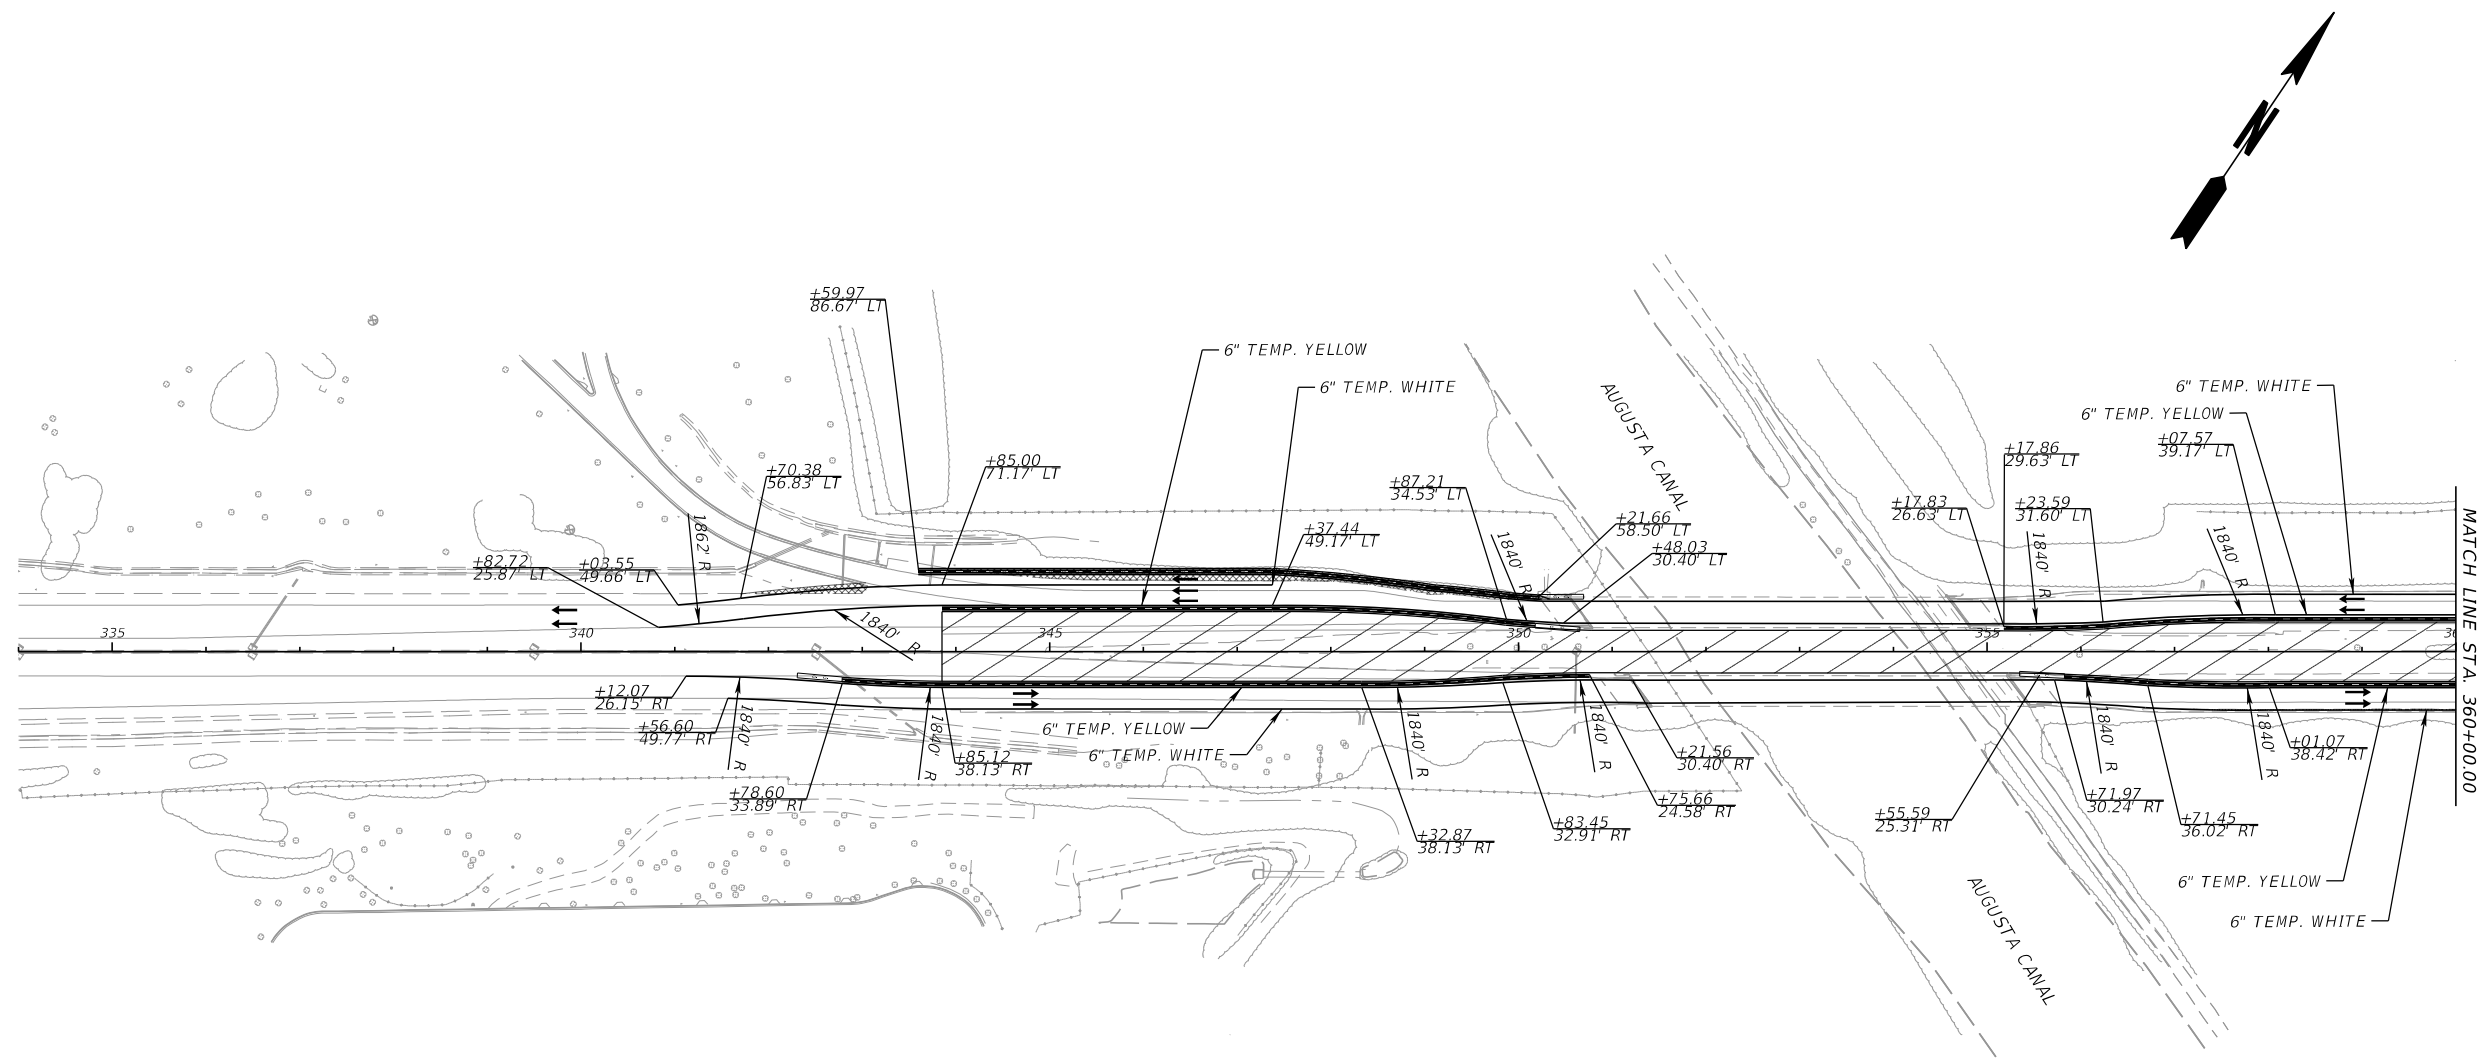 N
+59.97
86.67' LT
6" TEMP. YELLOW
6" TEMP. WHITE
6" TEMP. WHITE
6" TEMP. YELLOW
AUGUSTA CANAL
+70.38
56.83' LT
+85.00
71.17' LT
+87.21
34.53' LT
+17.86
29.63' LT
+07.57
39.17' LT
+17.83
26.63' LT
+23.59
31.60' LT
+37.44
49.17' LT
+21.66
58.50' LT
+48.03
30.40' LT
+82.72
25.87' LT
+03.55
49.66' LT
1862' R
1840' R
1840' R
1840' R
1840' R
335
340
345
350
355
36
MATCH LINE STA. 360+00.00
+12.07
26.15' RT
+56.60
49.77' RT
1840' R
1840' R
6" TEMP. YELLOW
6" TEMP. WHITE
1840' R
1840' R
1840' R
1840' R
+85.12
38.13' RT
+78.60
33.89' RT
+21.56
30.40' RT
+01.07
38.42' RT
+75.66
24.58' RT
+83.45
32.91' RT
+32.87
38.13' RT
+55.59
25.31' RT
+71.97
30.24' RT
+71.45
36.02' RT
6" TEMP. YELLOW
6" TEMP. WHITE
AUGUSTA CANAL